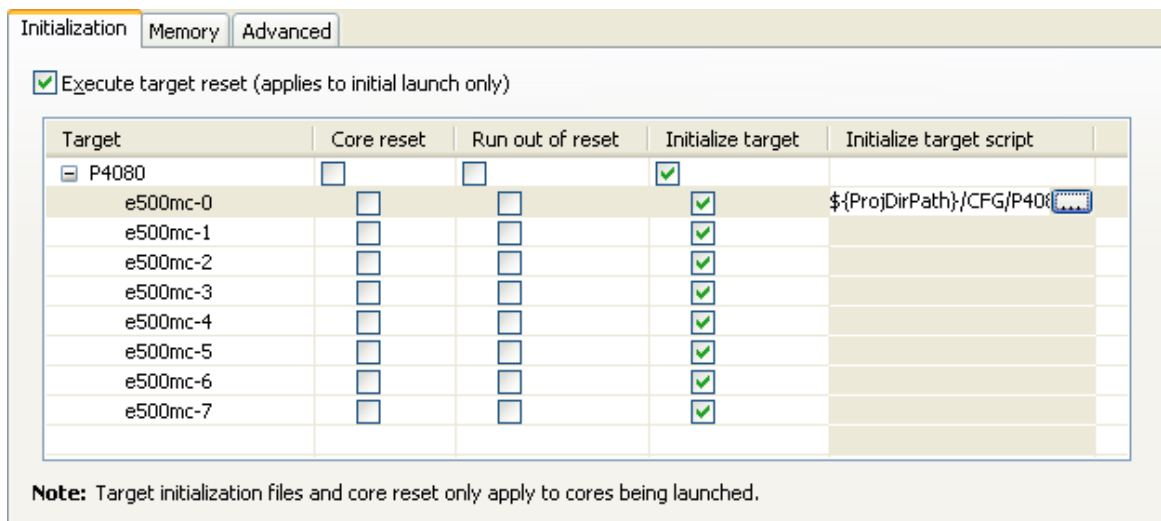 Initialization Memory Advanced
Execute target reset (applies to initial launch only)
Target Core reset Run out of reset Initialize target Initialize target script
P4080
e500mc-0 ${ProjDirPath}/CFG/P408 ...
e500mc-1
e500mc-2
e500mc-3
e500mc-4
e500mc-5
e500mc-6
e500mc-7
Note: Target initialization files and core reset only apply to cores being launched.